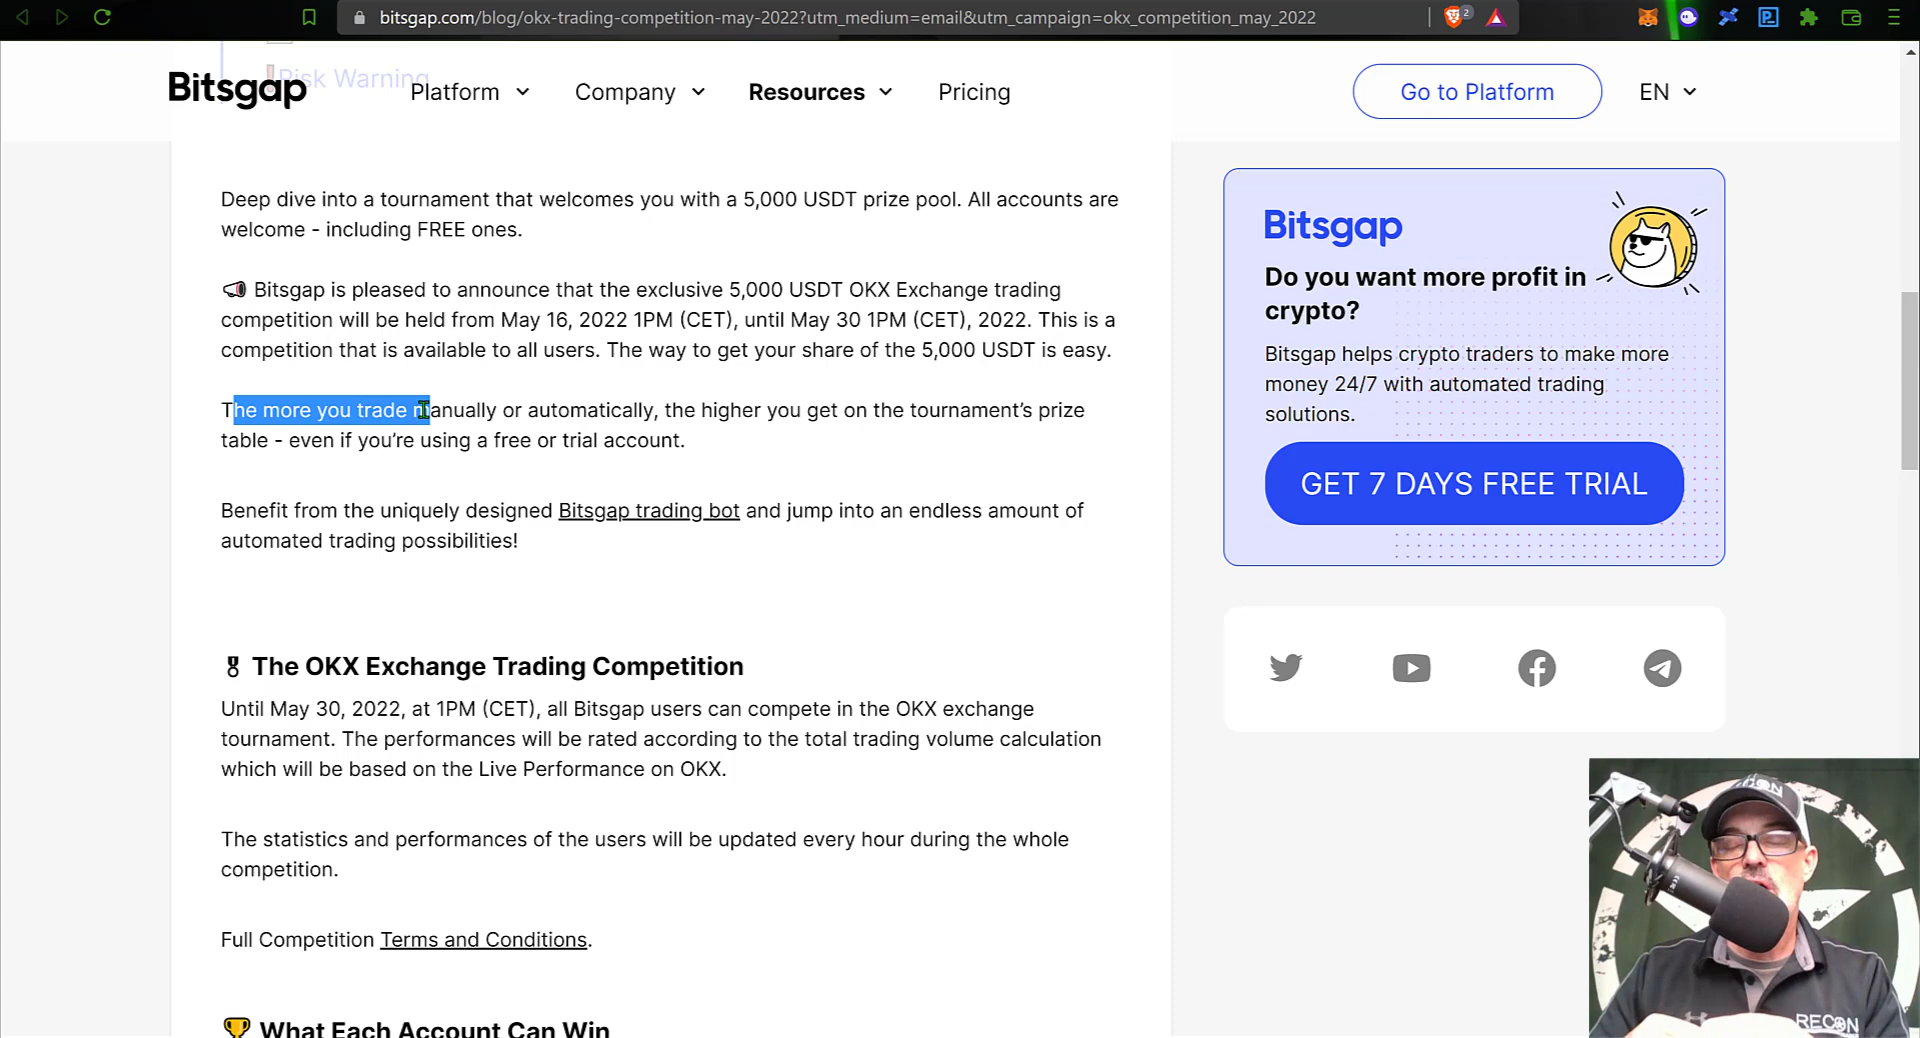 bitsgap.com/blog/okx-trading-competition-may-2022?utm_medium=email&utm_campaign=okx_competition_may_2022
2
Risk Warning
Bitsgap
Platform
Company
Resources
Pricing
Go to Platform
EN
Deep dive into a tournament that welcomes you with a 5,000 USDT prize pool. All accounts are
welcome - including FREE ones.
Bitsgap is pleased to announce that the exclusive 5,000 USDT OKX Exchange trading
competition will be held from May 16, 2022 1PM (CET), until May 30 1PM (CET), 2022. This is a
competition that is available to all users. The way to get your share of the 5,000 USDT is easy.
The more you trade manually or automatically, the higher you get on the tournament’s prize
table - even if you’re using a free or trial account.
Benefit from the uniquely designed Bitsgap trading bot and jump into an endless amount of
automated trading possibilities!
The OKX Exchange Trading Competition
Until May 30, 2022, at 1PM (CET), all Bitsgap users can compete in the OKX exchange
tournament. The performances will be rated according to the total trading volume calculation
which will be based on the Live Performance on OKX.
The statistics and performances of the users will be updated every hour during the whole
competition.
Full Competition Terms and Conditions.
What Each Account Can Win
Bitsgap
Do you want more profit in
crypto?
Bitsgap helps crypto traders to make more
money 24/7 with automated trading
solutions.
GET 7 DAYS FREE TRIAL
RECON